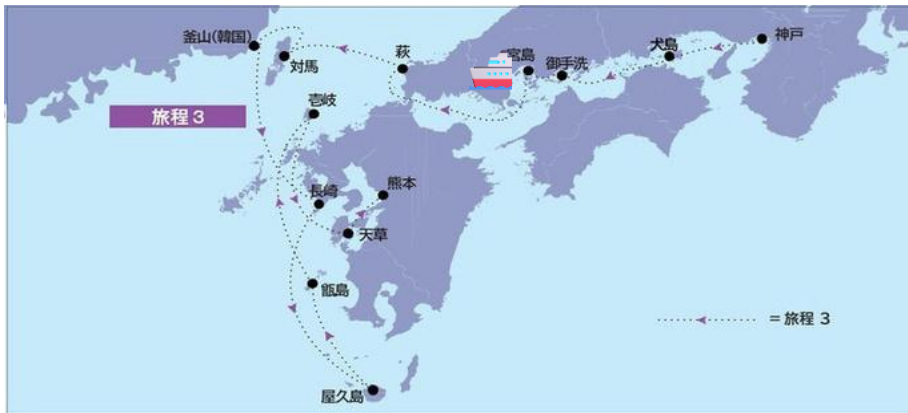 釜山(韓国)
対馬
萩
宮島
御手洗
犬島
神戸
旅程3
壱岐
長崎
熊本
天草
甑島
= 旅程 3
屋久島